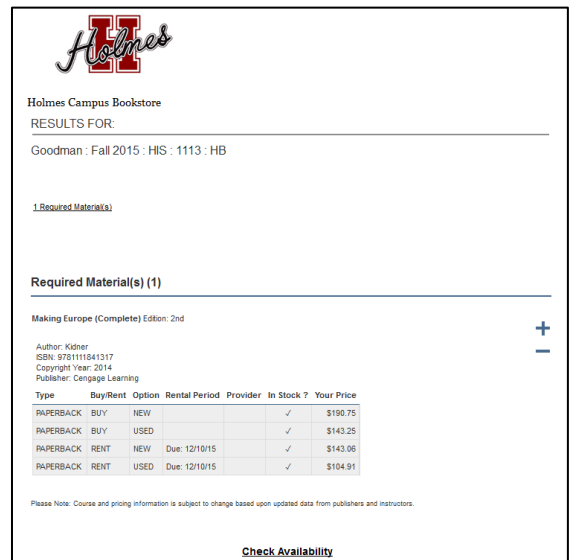 H
Holmes
Holmes Campus Bookstore
RESULTS FOR:
Goodman : Fall 2015 : HIS : 1113 : HB
1 Required Material(s)
Required Material(s) (1)
Making Europe (Complete) Edition: 2nd
Author: Kidner
ISBN: 9781111841317
Copyright Year: 2014
Publisher: Cengage Learning
Type Buy/Rent Option Rental Period Provider In Stock ? Your Price
PAPERBACK BUY NEW ✓ $190.75
PAPERBACK BUY USED ✓ $143.25
PAPERBACK RENT NEW Due: 12/10/15 ✓ $143.06
PAPERBACK RENT USED Due: 12/10/15 ✓ $104.91
Please Note: Course and pricing information is subject to change based upon updated data from publishers and instructors.
Check Availability